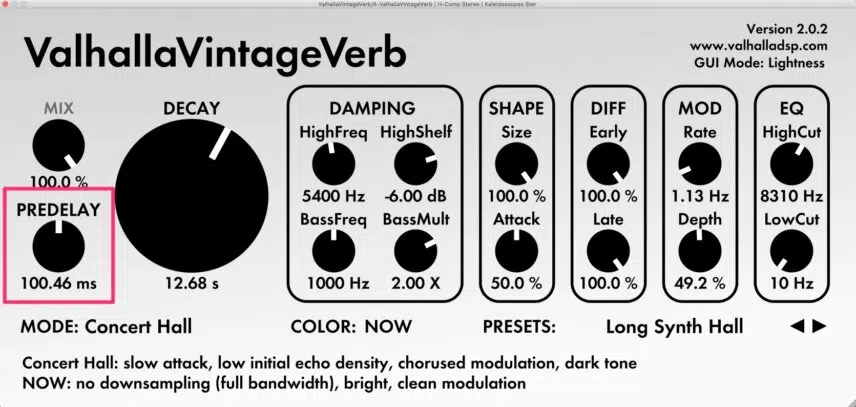 ValhallaVintageVerb/A-ValhallaVintageVerb | H-Comp Stereo | Kaleidoscopes Ster
ValhallaVintageVerb
Version 2.0.2
www.valhalladsp.com
GUI Mode: Lightness
MIX
100.0 %
PREDELAY
100.46 ms
DECAY
12.68 s
DAMPING
HighFreq HighShelf
5400 Hz -6.00 dB
BassFreq BassMult
1000 Hz 2.00 X
SHAPE
Size
100.0 %
Attack
50.0 %
DIFF
Early
100.0 %
Late
100.0 %
MOD
Rate
1.13 Hz
Depth
49.2 %
EQ
HighCut
8310 Hz
LowCut
10 Hz
MODE: Concert Hall COLOR: NOW PRESETS: Long Synth Hall
Concert Hall: slow attack, low initial echo density, chorused modulation, dark tone
NOW: no downsampling (full bandwidth), bright, clean modulation